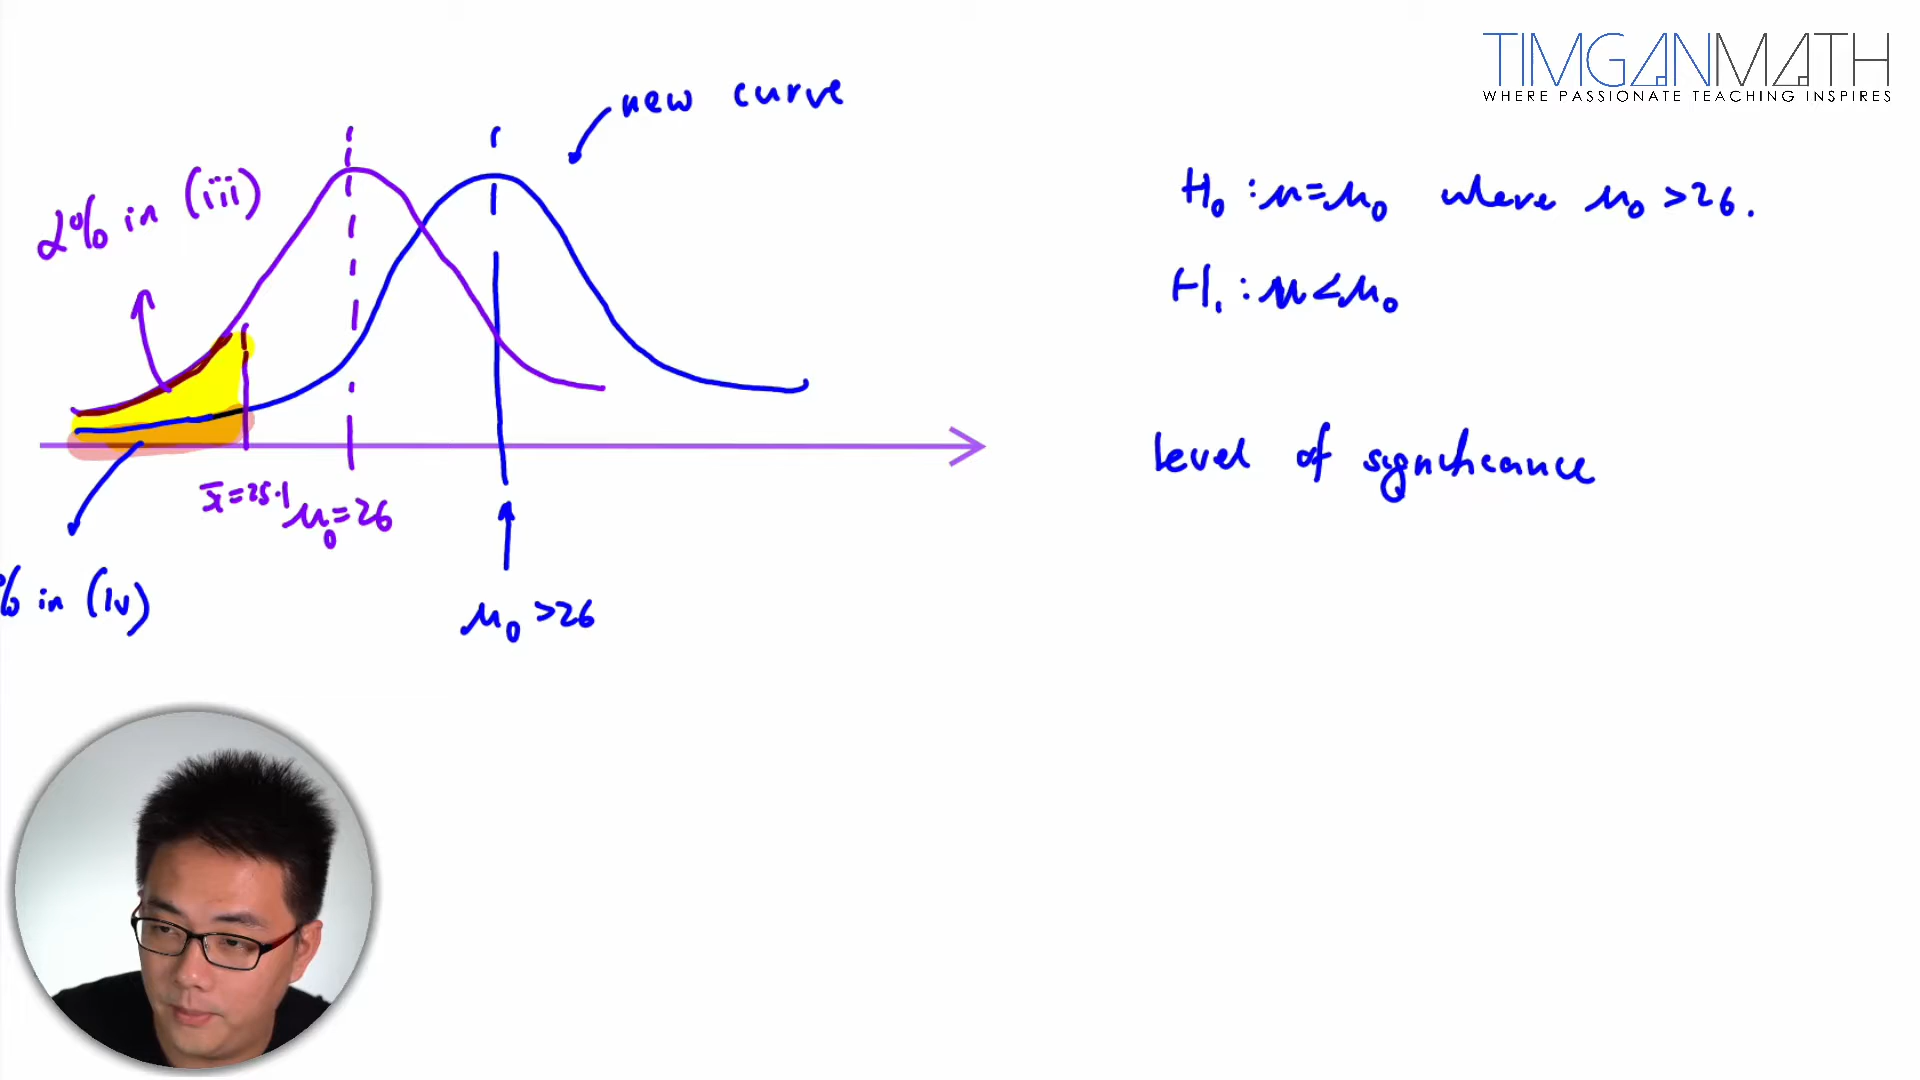 TIMGANMATH
WHERE PASSIONATE TEACHING INSPIRES
new curve
2% in (iii)
H₀ : μ = μ₀ where μ₀ > 26.
H₁ : μ < μ₀
level of significance
x̄ = 25.1
μ₀ = 26
% in (iv)
μ₀ > 26